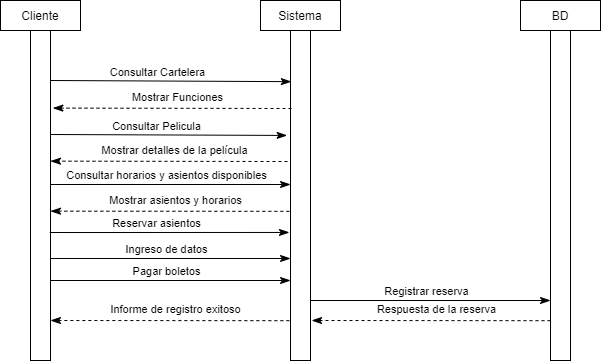 Cliente
Sistema
BD
Consultar Cartelera
Mostrar Funciones
Consultar Pelicula
Mostrar detalles de la película
Consultar horarios y asientos disponibles
Mostrar asientos y horarios
Reservar asientos
Ingreso de datos
Pagar boletos
Registrar reserva
Informe de registro exitoso
Respuesta de la reserva